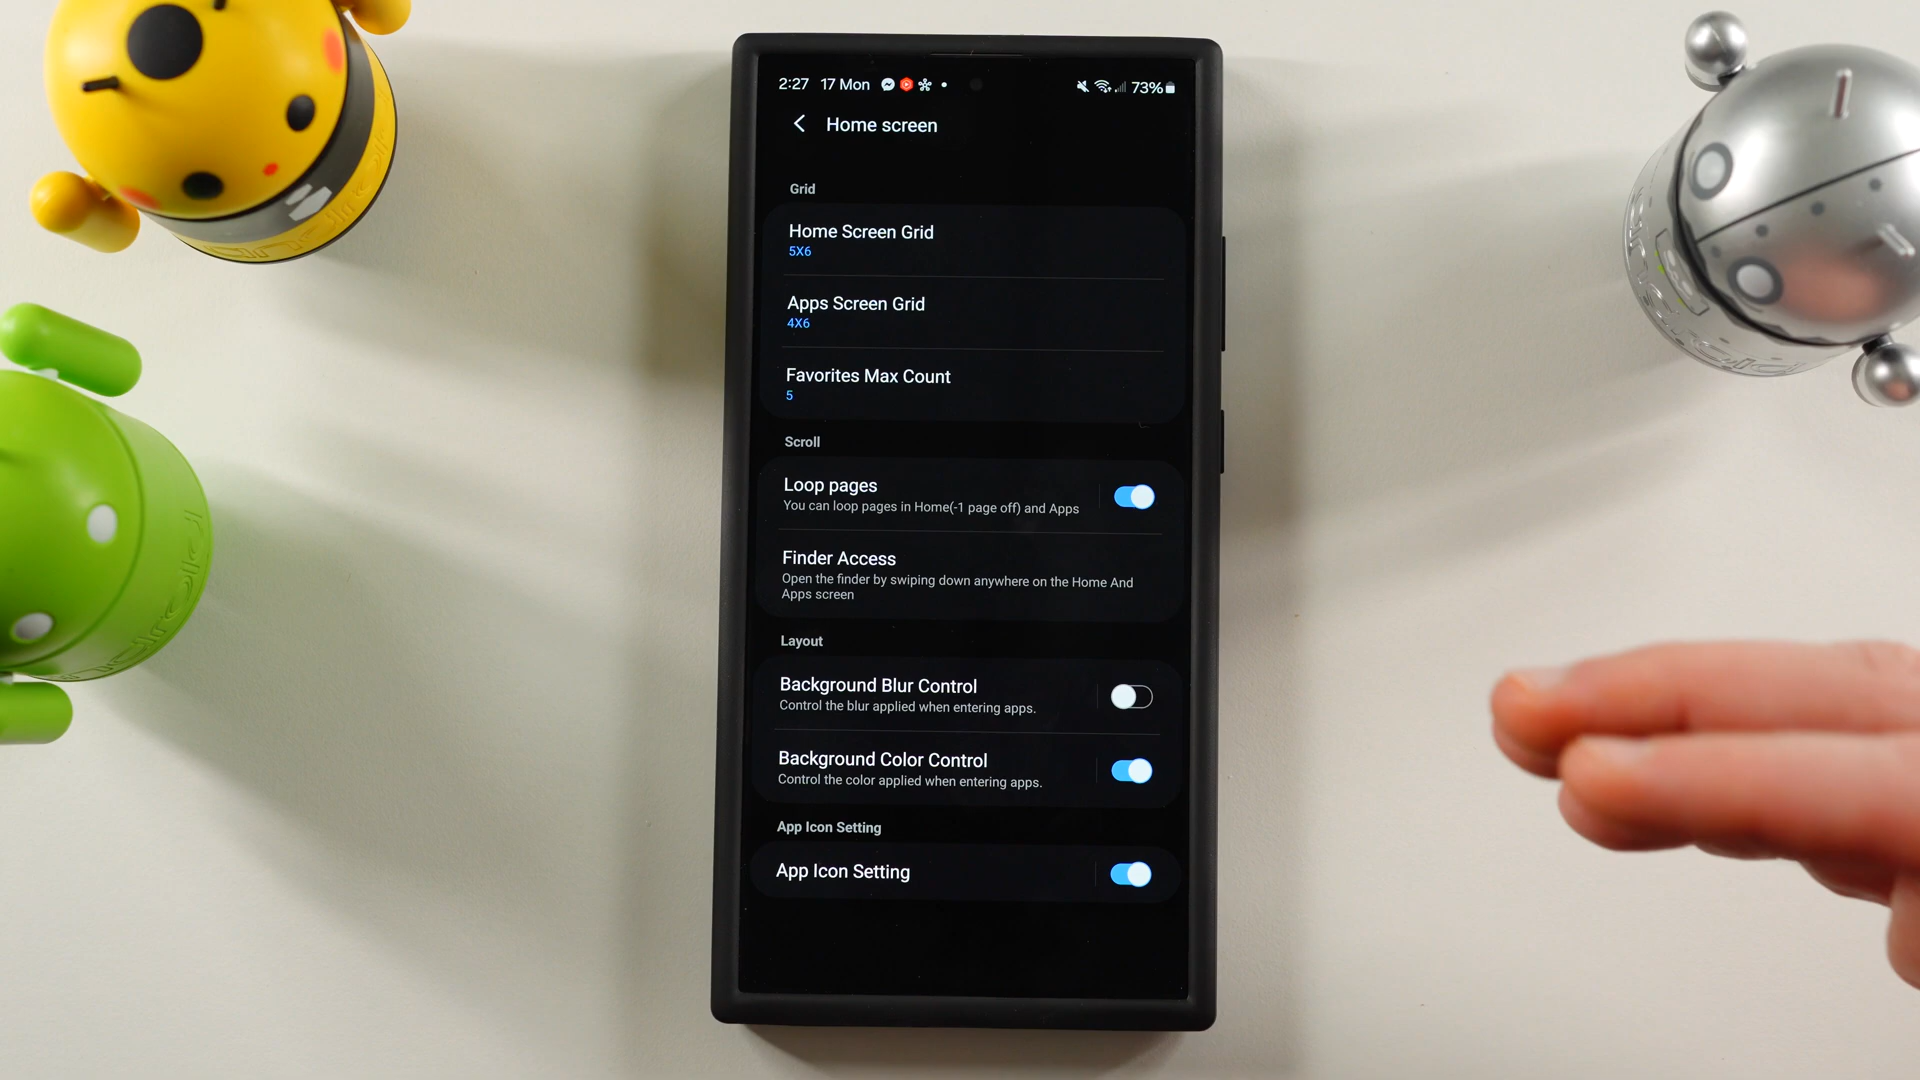 2:27 17 Mon 73%
Home screen
Grid
Home Screen Grid
5X6
Apps Screen Grid
4X6
Favorites Max Count
5
Scroll
Loop pages
You can loop pages in Home(-1 page off) and Apps
Finder Access
Open the finder by swiping down anywhere on the Home And
Apps screen
Layout
Background Blur Control
Control the blur applied when entering apps.
Background Color Control
Control the color applied when entering apps.
App Icon Setting
App Icon Setting